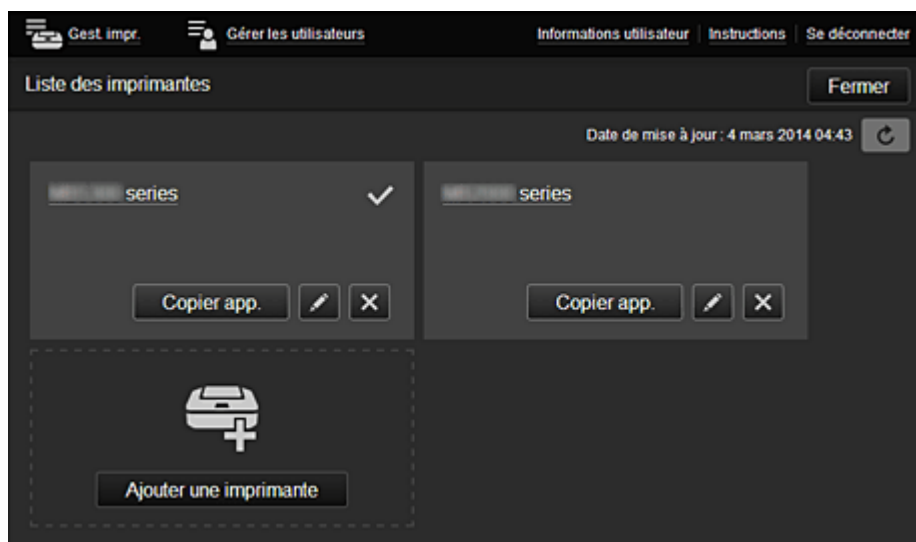 Gest. impr. Gérer les utilisateurs Informations utilisateur Instructions Se déconnecter
Liste des imprimantes Fermer
Date de mise à jour : 4 mars 2014 04:43
series series
Copier app. Copier app.
Ajouter une imprimante